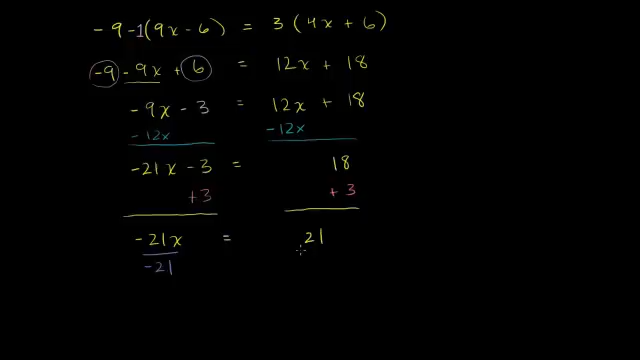 -9-1(9x-6) = 3(4x+6)
-9-9x+6 = 12x+18
-9x-3 = 12x+18
-12x -12x
-21x-3 = 18
+3 +3
-21x = 21
-21